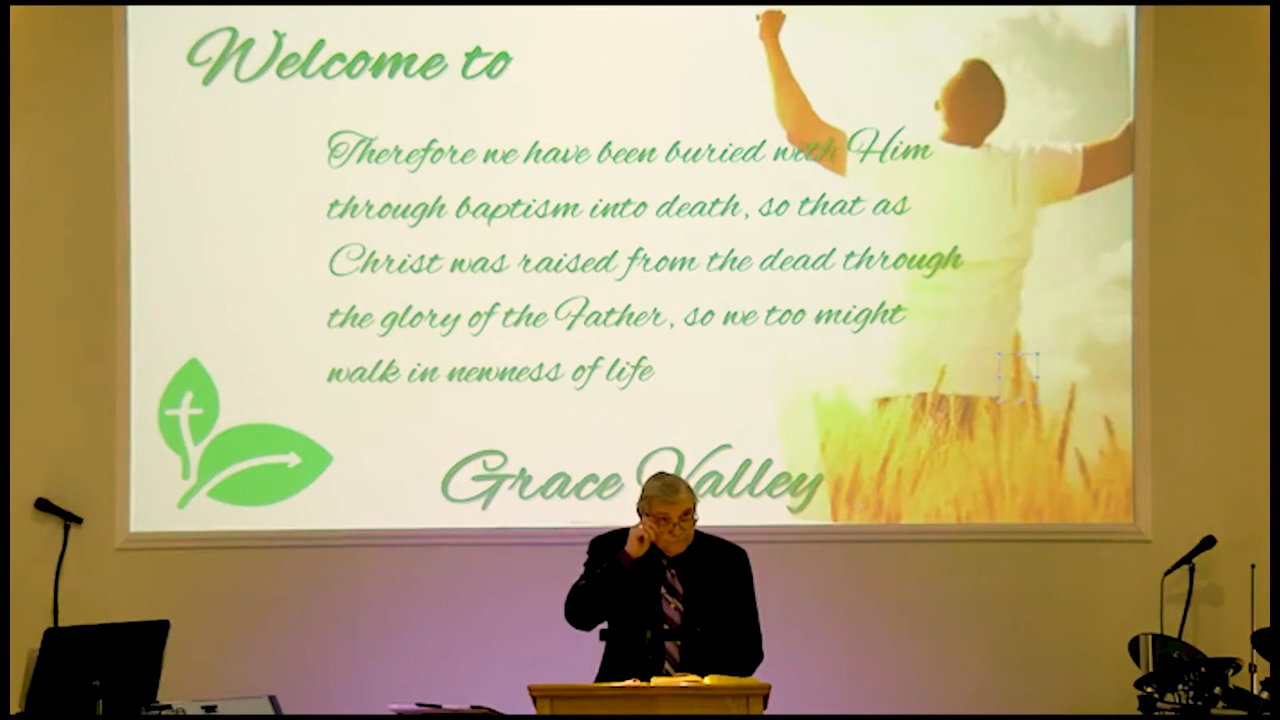 Welcome to
Therefore we have been buried with Him
through baptism into death, so that as
Christ was raised from the dead through
the glory of the Father, so we too might
walk in newness of life
Grace Valley